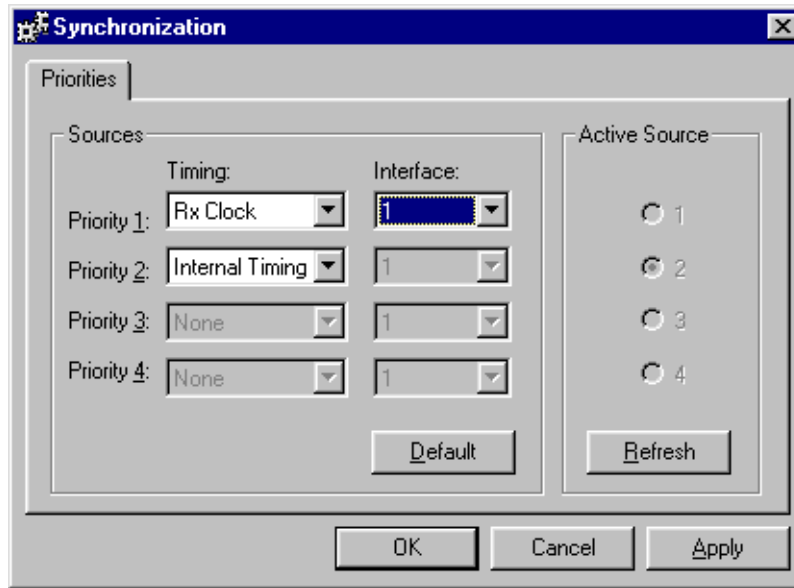 Synchronization
Priorities
Sources
Active Source
Timing: Interface:
Priority 1: Rx Clock 1 1
Priority 2: Internal Timing 1 2
Priority 3: None 1 3
Priority 4: None 1 4
Default Refresh
OK Cancel Apply